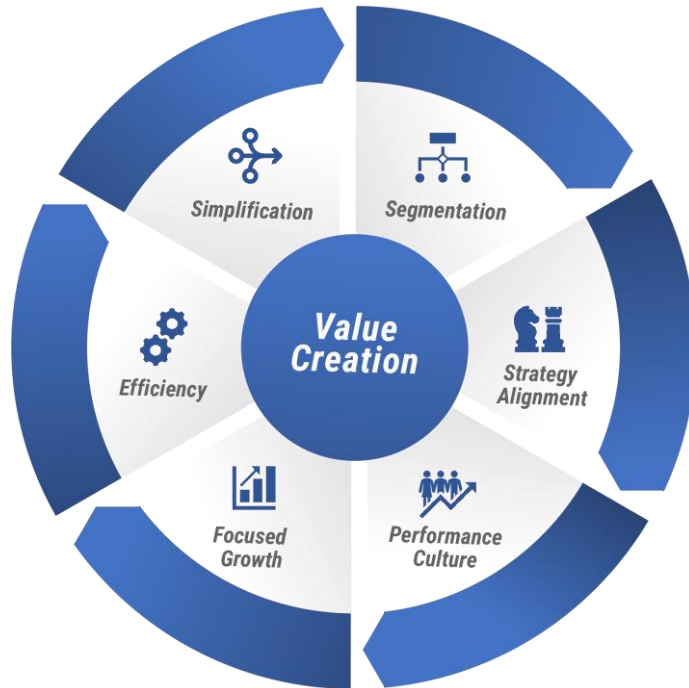 Simplification
Segmentation
Value
Creation
Efficiency
Strategy
Alignment
Focused
Growth
Performance
Culture